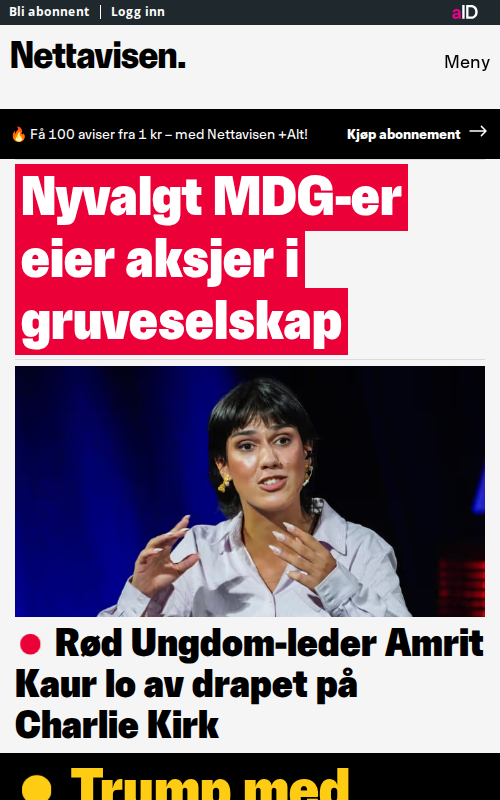 Bli abonnent | Logg inn
aID
Nettavisen.
Meny
🔥 Få 100 aviser fra 1 kr – med Nettavisen +Alt!
Kjøp abonnement →
Nyvalgt MDG-er
eier aksjer i
gruveselskap
Rød Ungdom-leder Amrit
Kaur lo av drapet på
Charlie Kirk
Trump med